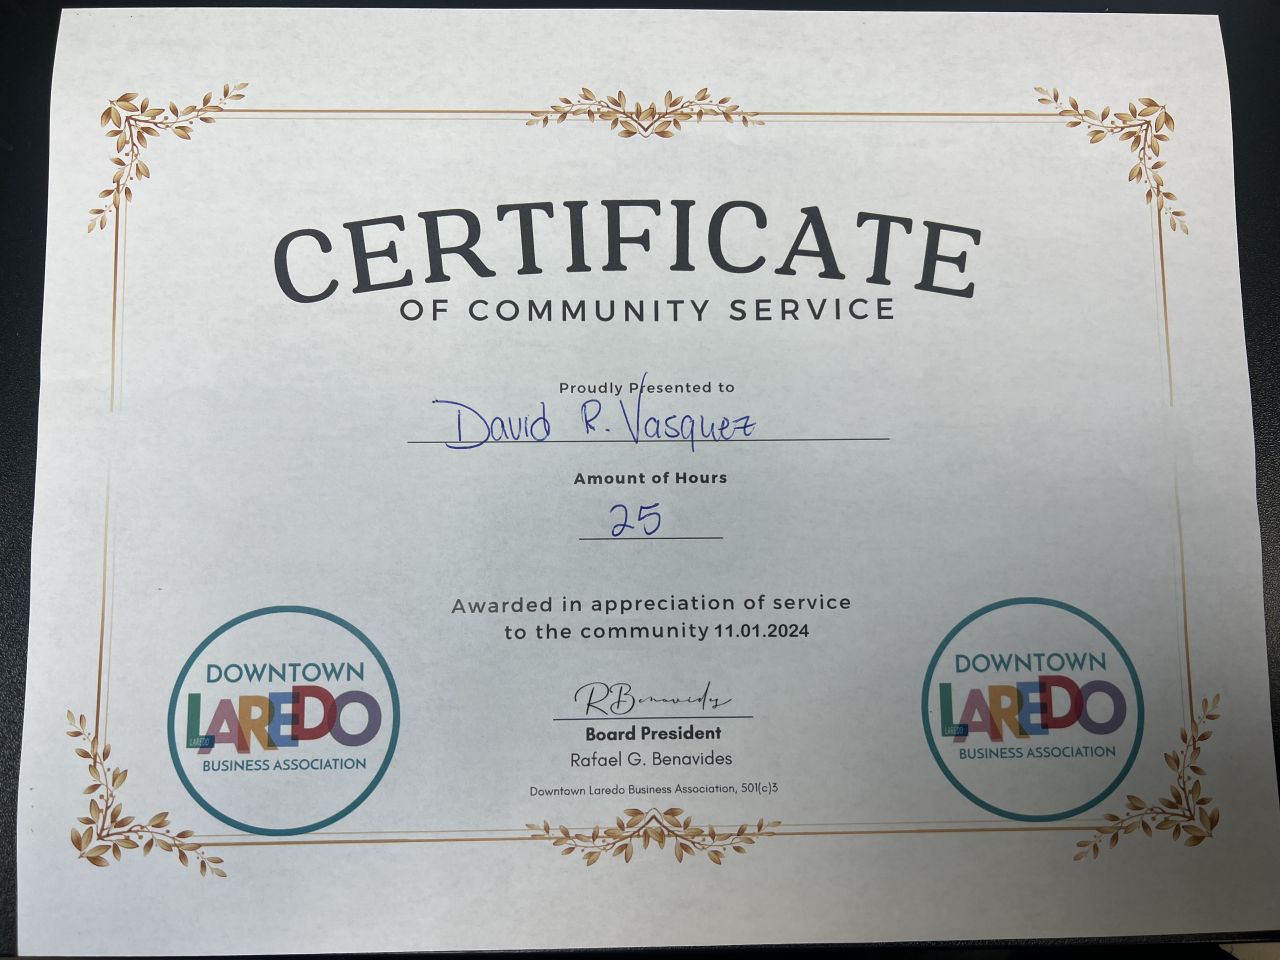 CERTIFICATE
OF COMMUNITY SERVICE
Proudly Presented to
David R. Vasquez
Amount of Hours
25
Awarded in appreciation of service
to the community 11.01.2024
RBenavides
Board President
Rafael G. Benavides
Downtown Laredo Business Association, 501(c)3
DOWNTOWN
LAREDO
LAREDO
BUSINESS ASSOCIATION
DOWNTOWN
LAREDO
LAREDO
BUSINESS ASSOCIATION